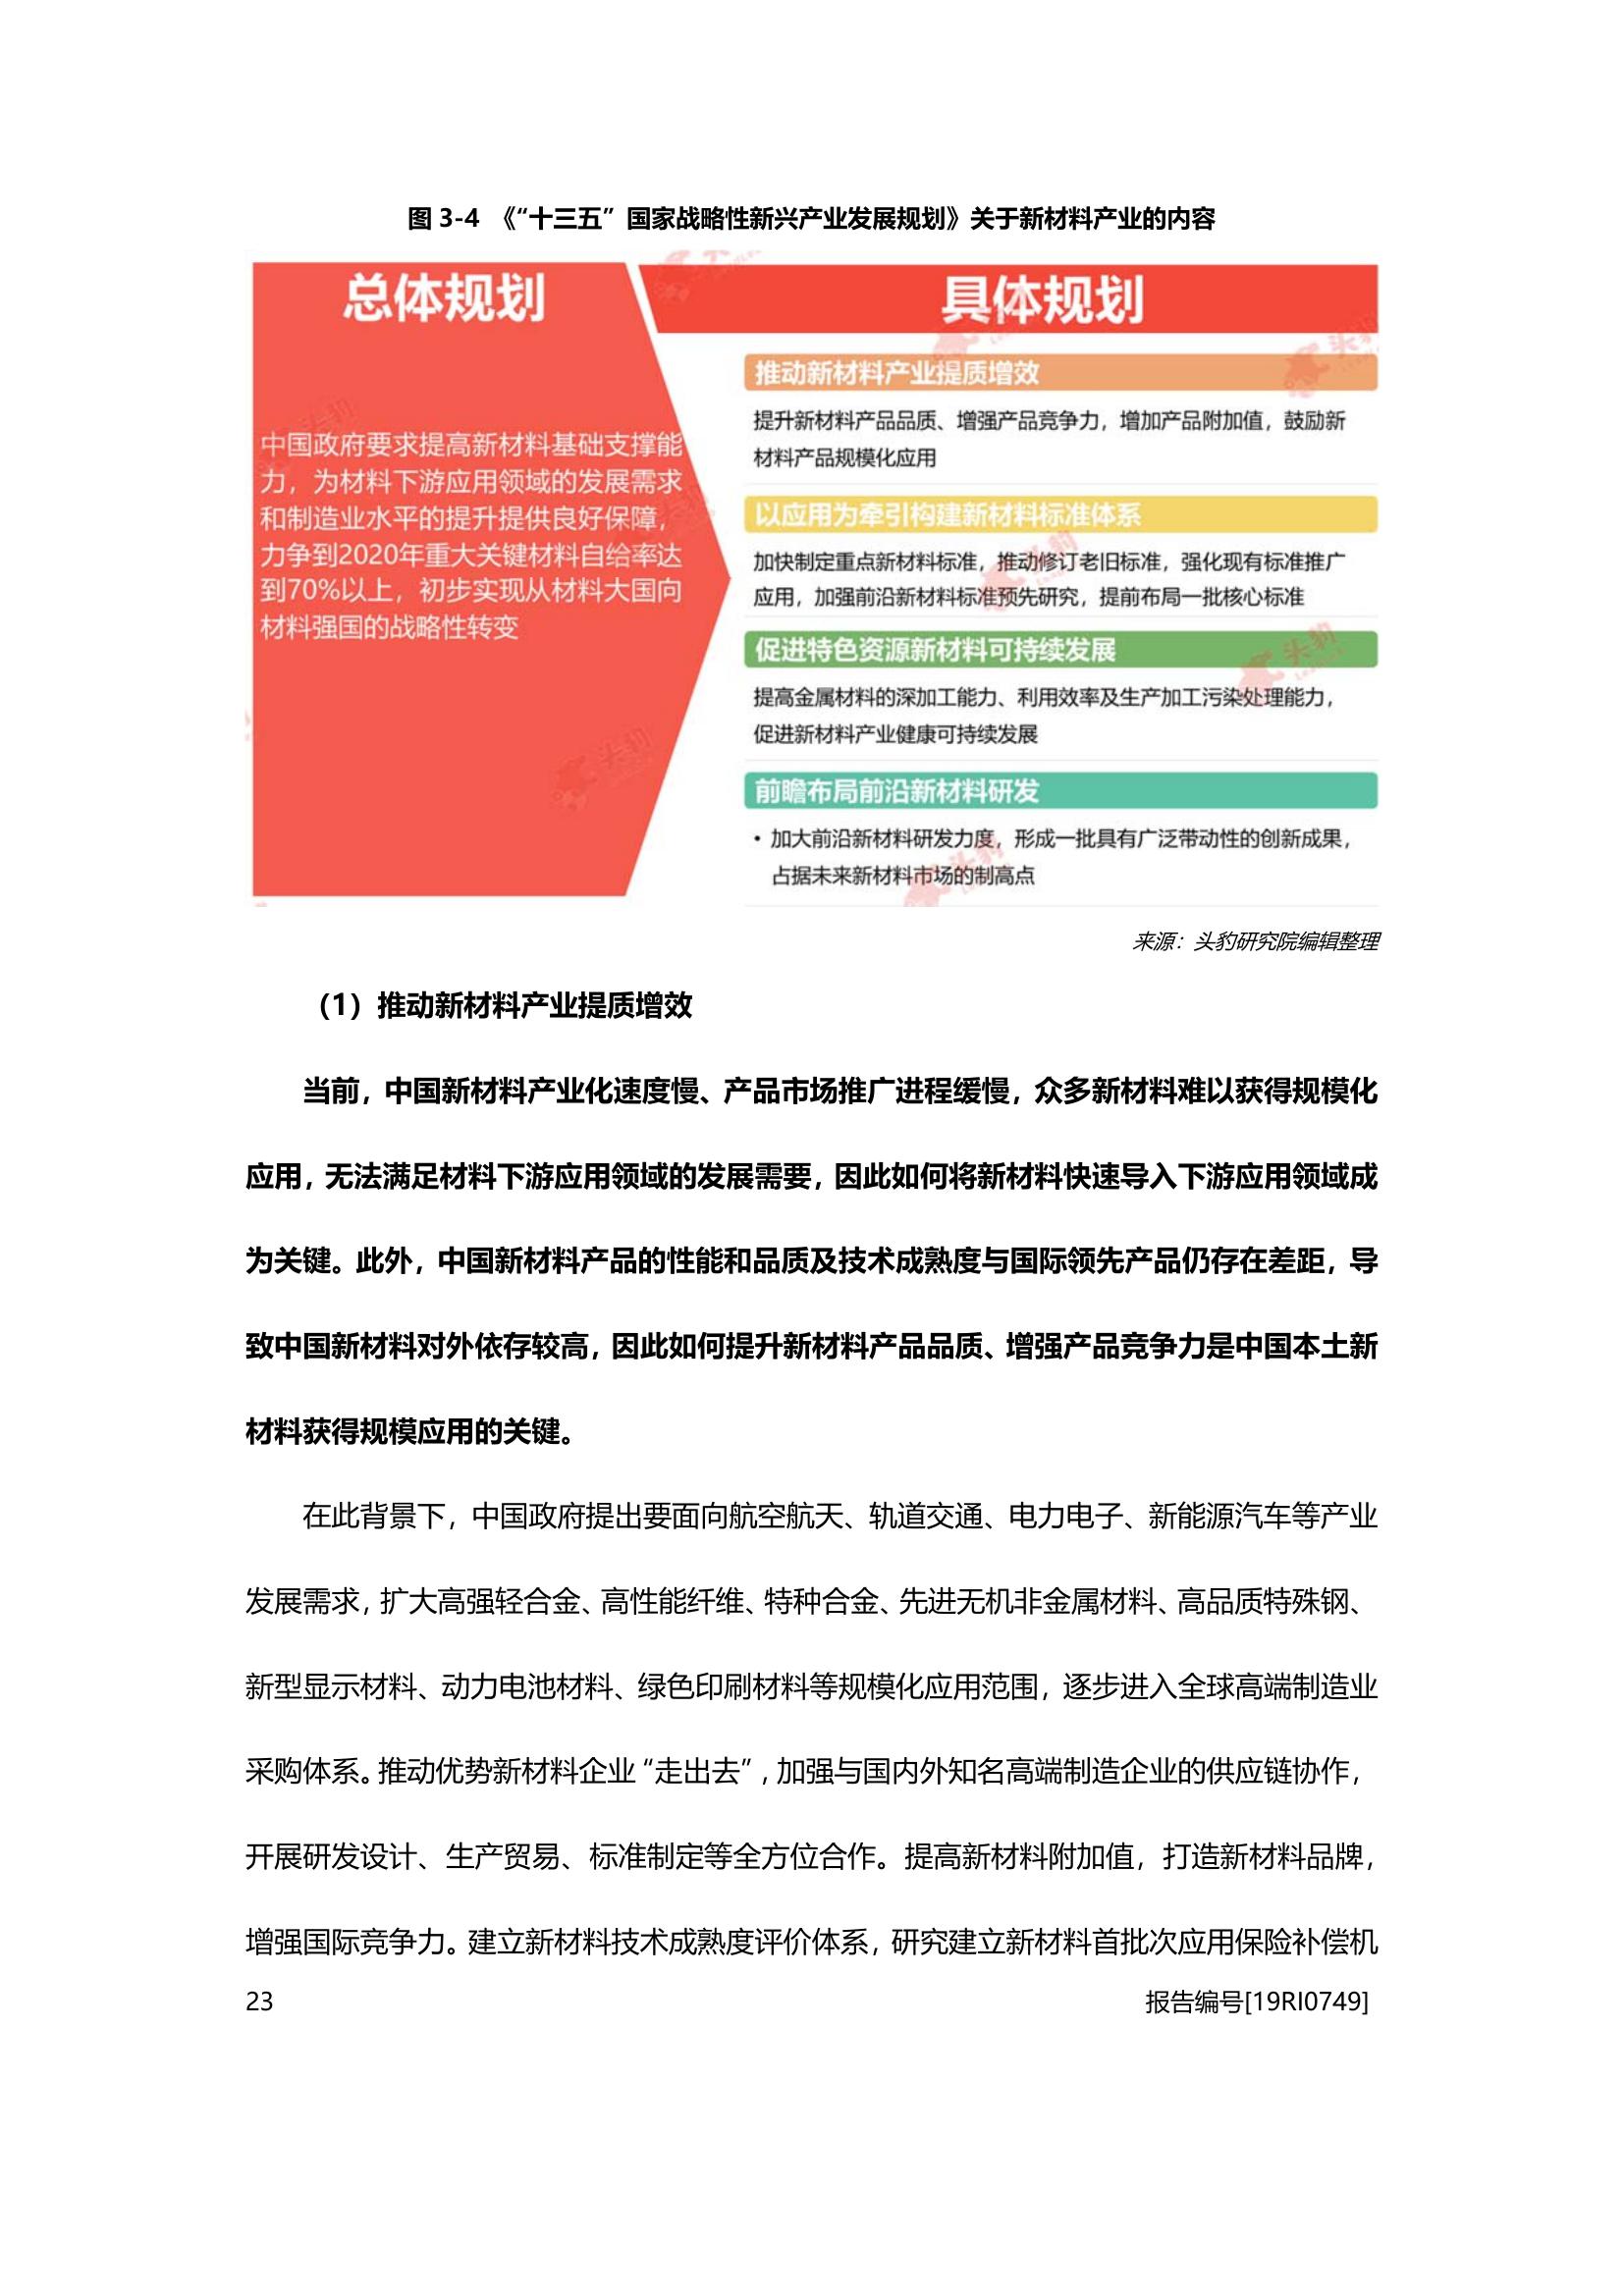 图 3-4 《“十三五”国家战略性新兴产业发展规划》关于新材料产业的内容
总体规划
中国政府要求提高新材料基础支撑能
力，为材料下游应用领域的发展需求
和制造业水平的提升提供良好保障，
力争到2020年重大关键材料自给率达
到70%以上，初步实现从材料大国向
材料强国的战略性转变
具体规划
推动新材料产业提质增效
提升新材料产品品质、增强产品竞争力，增加产品附加值，鼓励新
材料产品规模化应用
以应用为牵引构建新材料标准体系
加快制定重点新材料标准，推动修订老旧标准，强化现有标准推广
应用，加强前沿新材料标准预先研究，提前布局一批核心标准
促进特色资源新材料可持续发展
提高金属材料的深加工能力、利用效率及生产加工污染处理能力，
促进新材料产业健康可持续发展
前瞻布局前沿新材料研发
• 加大前沿新材料研发力度，形成一批具有广泛带动性的创新成果，
占据未来新材料市场的制高点
来源：头豹研究院编辑整理
（1）推动新材料产业提质增效
当前，中国新材料产业化速度慢、产品市场推广进程缓慢，众多新材料难以获得规模化
应用，无法满足材料下游应用领域的发展需要，因此如何将新材料快速导入下游应用领域成
为关键。此外，中国新材料产品的性能和品质及技术成熟度与国际领先产品仍存在差距，导
致中国新材料对外依存较高，因此如何提升新材料产品品质、增强产品竞争力是中国本土新
材料获得规模应用的关键。
在此背景下，中国政府提出要面向航空航天、轨道交通、电力电子、新能源汽车等产业
发展需求，扩大高强轻合金、高性能纤维、特种合金、先进无机非金属材料、高品质特殊钢、
新型显示材料、动力电池材料、绿色印刷材料等规模化应用范围，逐步进入全球高端制造业
采购体系。推动优势新材料企业“走出去”，加强与国内外知名高端制造企业的供应链协作，
开展研发设计、生产贸易、标准制定等全方位合作。提高新材料附加值，打造新材料品牌，
增强国际竞争力。建立新材料技术成熟度评价体系，研究建立新材料首批次应用保险补偿机
23
报告编号[19RI0749]